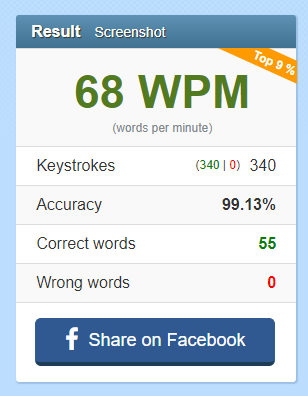 Result Screenshot
Top 9 %
68 WPM
(words per minute)
Keystrokes (340 | 0) 340
Accuracy 99.13%
Correct words 55
Wrong words 0
f Share on Facebook